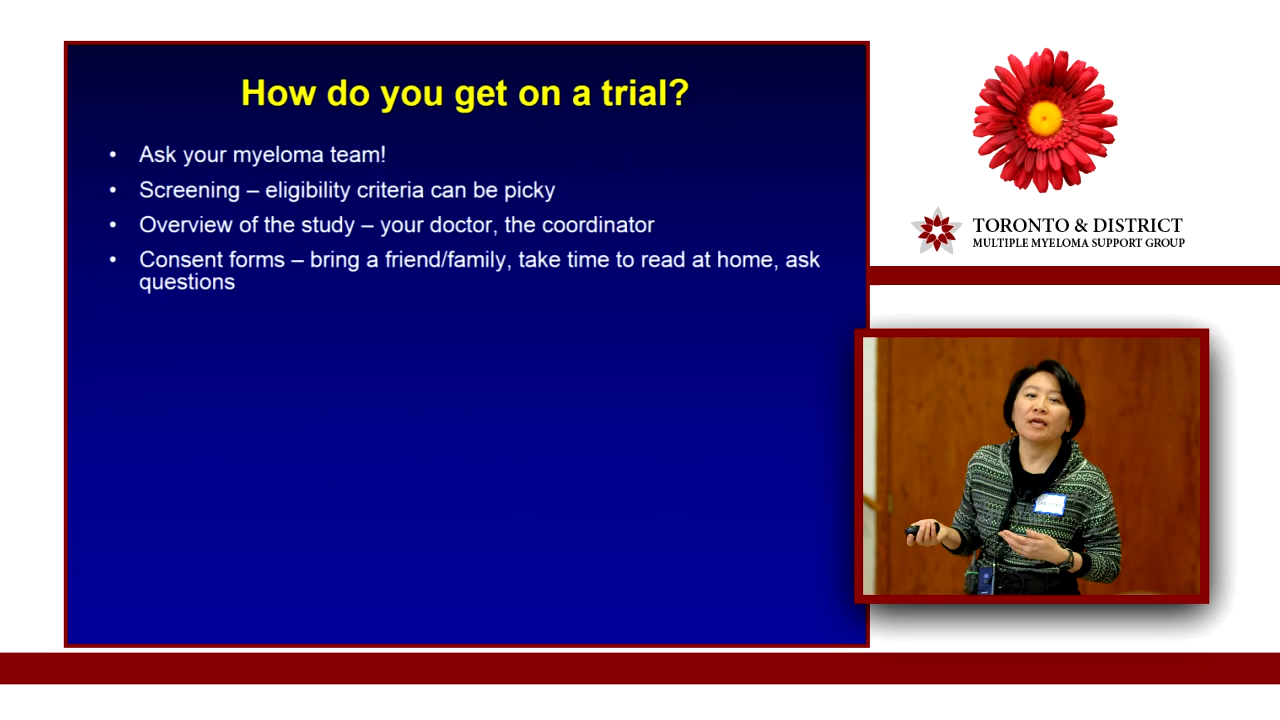 How do you get on a trial?
• Ask your myeloma team!
• Screening – eligibility criteria can be picky
• Overview of the study – your doctor, the coordinator
• Consent forms – bring a friend/family, take time to read at home, ask
questions
TORONTO & DISTRICT
MULTIPLE MYELOMA SUPPORT GROUP